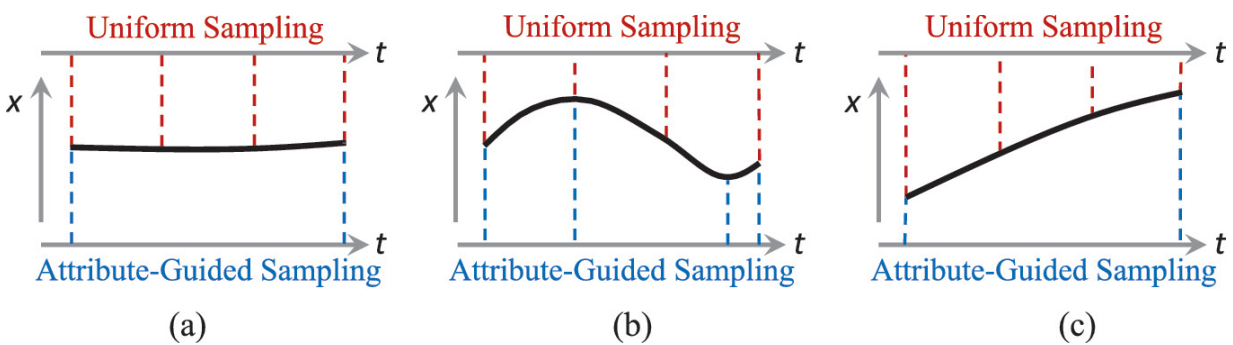 Uniform Sampling
t
x
t
Attribute-Guided Sampling
(a)
Uniform Sampling
t
x
t
Attribute-Guided Sampling
(b)
Uniform Sampling
t
x
t
Attribute-Guided Sampling
(c)